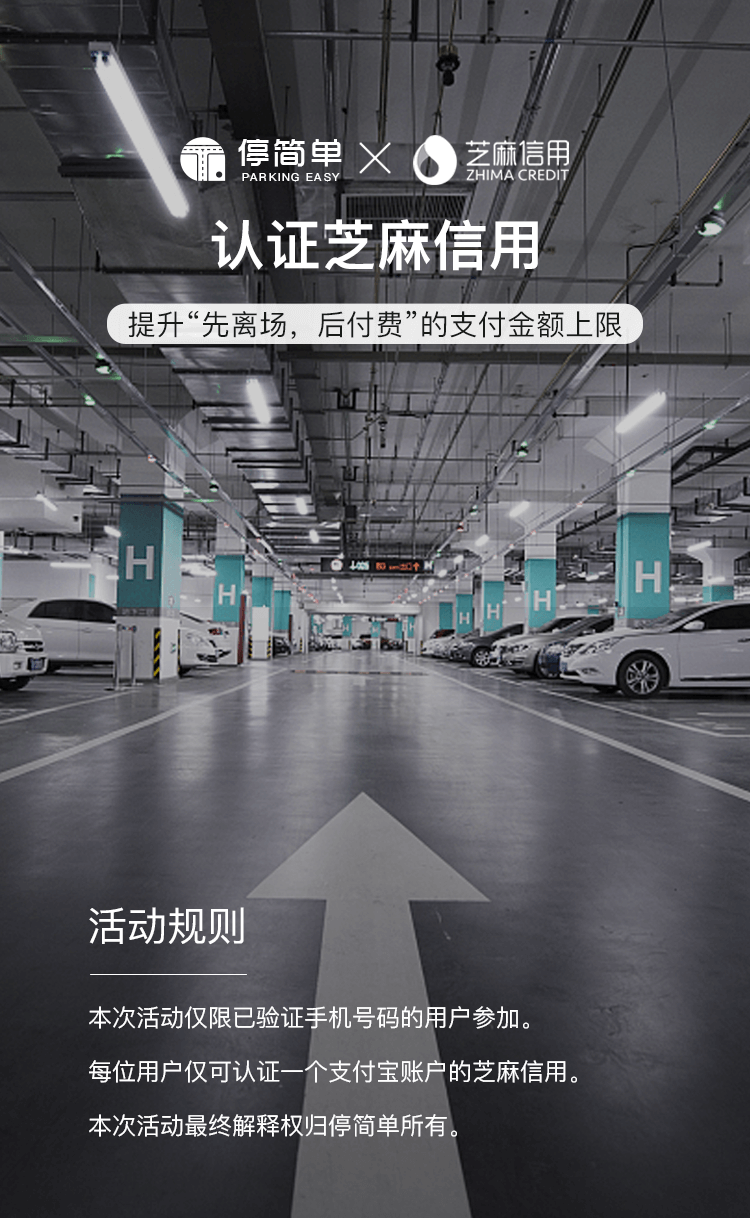 停简单
PARKING EASY
芝麻信用
ZHIMA CREDIT
认证芝麻信用
提升“先离场，后付费”的支付金额上限
H
H
H
H
H
H
活动规则
本次活动仅限已验证手机号码的用户参加。
每位用户仅可认证一个支付宝账户的芝麻信用。
本次活动最终解释权归停简单所有。